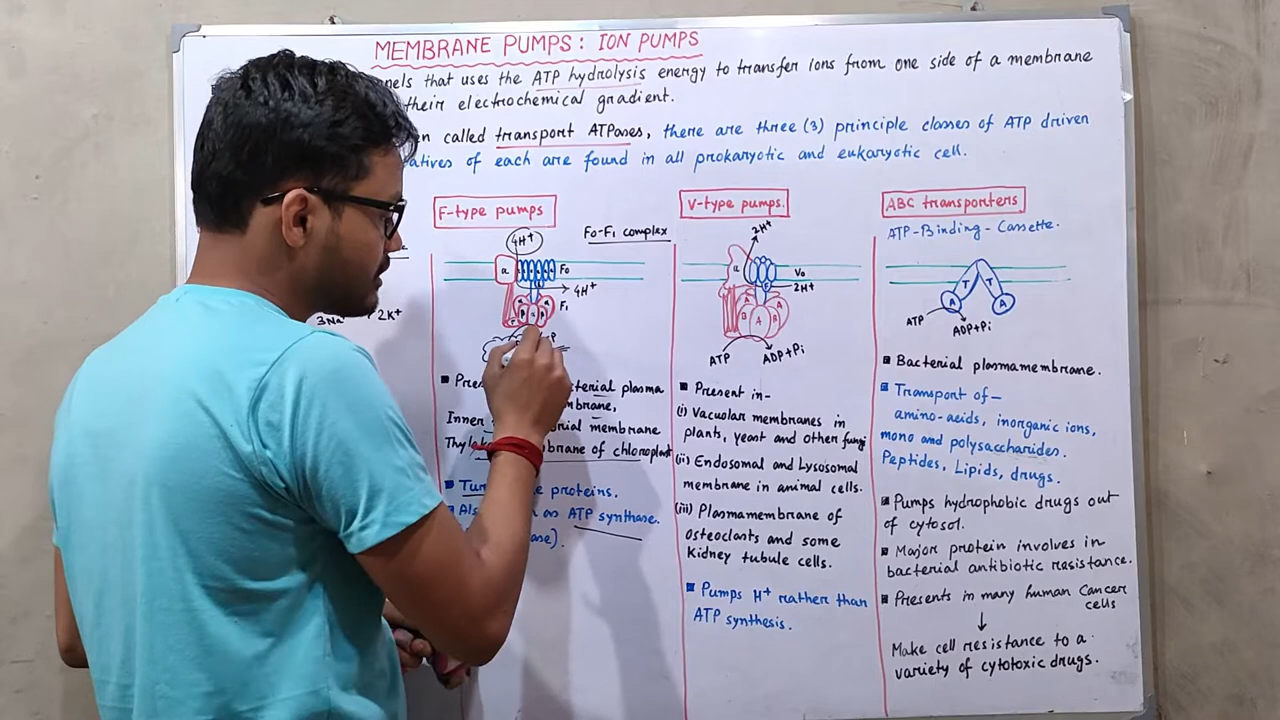 MEMBRANE PUMPS: ION PUMPS
nels that uses the ATP hydrolysis energy to transfer Ions from one side of a membrane
their electrochemical gradient.
en called transport ATPases, there are three (3) principle classes of ATP driven
atives of each are found in all prokaryotic and eukaryotic cell.
3Na
2K+
F-type pumps
4H+
Fo-F1 complex
a
Fo
4H+
F1
Pres cterial plasma
mbrane,
Inner rial membrane
Thylak mbrane of chloroplast
Tur e proteins.
Als n as ATP synthase.
ase).
V-type pumps.
2H+
a
Vo
2H+
A
A
B
A
B
ATP
ADP+Pi
Present in-
(i) Vacuolar membranes in
plants, yeast and other fungi
(ii) Endosomal and Lysosomal
membrane in animal cells.
(iii) Plasmamembrane of
osteoclasts and some
Kidney tubule cells.
Pumps H+ rather than
ATP synthesis.
ABC transporters
ATP-Binding-Cassette.
T
T
A
A
ATP
ADP+Pi
Bacterial plasmamembrane.
Transport of-
amino-acids, inorganic ions,
mono and polysaccharides.
Peptides, Lipids, drugs.
Pumps hydrophobic drugs out
of cytosol.
Major protein involves in
bacterial antibiotic resistance.
Presents in many human Cancer
cells
Make cell resistance to a
variety of cytotoxic drugs.